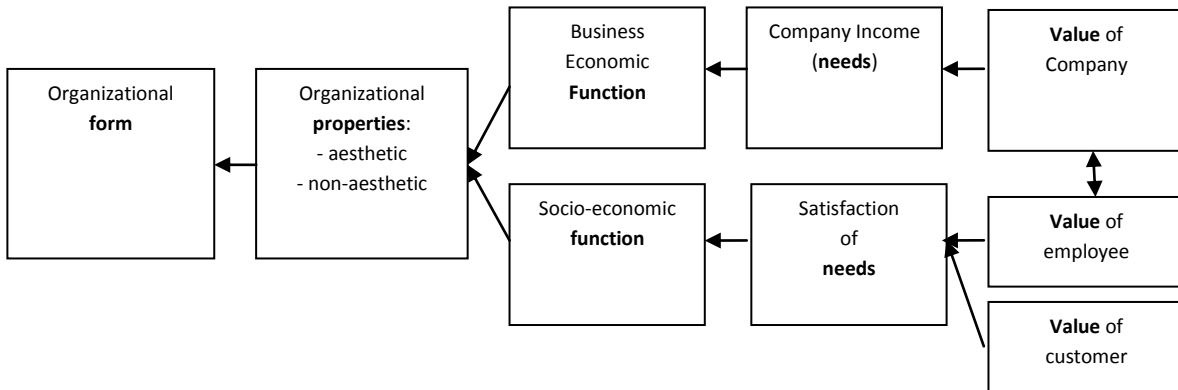 Organizational
form
Organizational
properties:
- aesthetic
- non-aesthetic
Business
Economic
Function
Company Income
(needs)
Value of
Company
Socio-economic
function
Satisfaction
of
needs
Value of
employee
Value of
customer